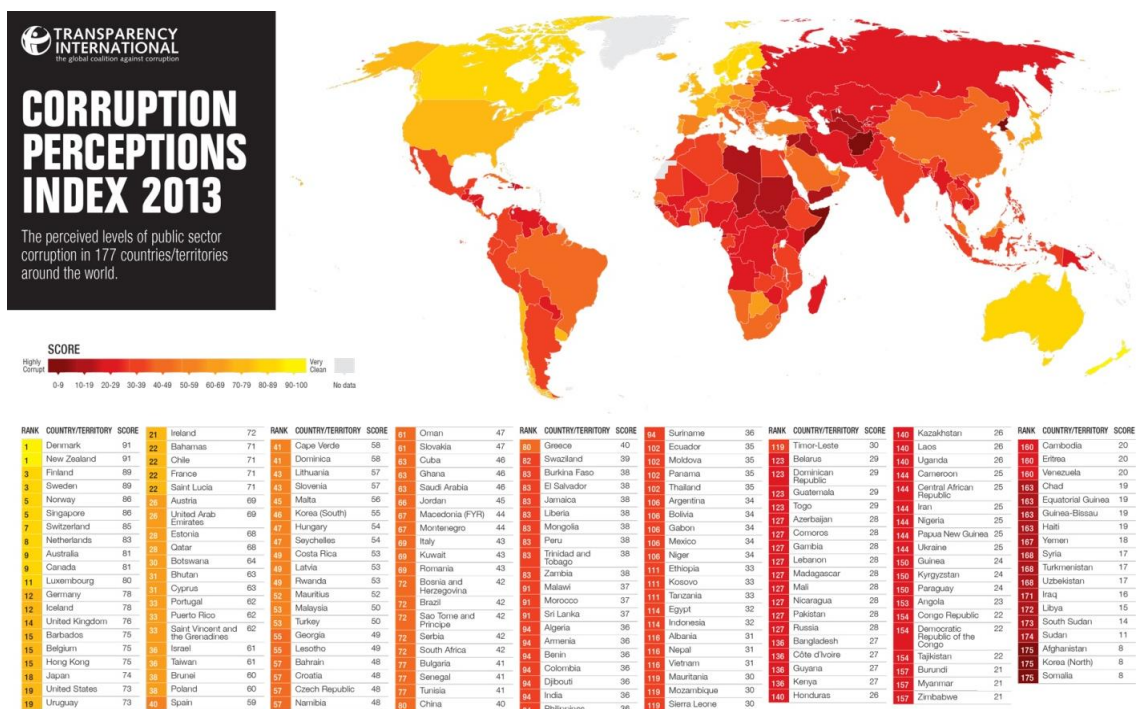 TRANSPARENCY
INTERNATIONAL
the global coalition against corruption
CORRUPTION
PERCEPTIONS
INDEX 2013
The perceived levels of public sector
corruption in 177 countries/territories
around the world.
SCORE
Highly
Corrupt
Very
Clean
0-9 10-19 20-29 30-39 40-49 50-59 60-69 70-79 80-89 90-100 No data
RANK COUNTRY/TERRITORY SCORE
1 Denmark 91
1 New Zealand 91
3 Finland 89
3 Sweden 89
5 Norway 86
5 Singapore 86
7 Switzerland 85
8 Netherlands 83
9 Australia 81
9 Canada 81
11 Luxembourg 80
12 Germany 78
12 Iceland 78
14 United Kingdom 76
15 Barbados 75
15 Belgium 75
15 Hong Kong 75
18 Japan 74
19 United States 73
19 Uruguay 73
21 Ireland 72
22 Bahamas 71
22 Chile 71
22 France 71
22 Saint Lucia 71
26 Austria 69
26 United Arab
Emirates 69
28 Estonia 68
28 Qatar 68
30 Botswana 64
31 Bhutan 63
31 Cyprus 63
33 Portugal 62
33 Puerto Rico 62
33 Saint Vincent and
the Grenadines 62
36 Israel 61
36 Taiwan 61
38 Brunei 60
38 Poland 60
40 Spain 59
RANK COUNTRY/TERRITORY SCORE
41 Cape Verde 58
41 Dominica 58
43 Lithuania 57
43 Slovenia 57
45 Malta 56
46 Korea (South) 55
47 Hungary 54
47 Seychelles 54
49 Costa Rica 53
49 Latvia 53
49 Rwanda 53
52 Mauritius 52
53 Malaysia 50
53 Turkey 50
55 Georgia 49
55 Lesotho 49
57 Bahrain 48
57 Croatia 48
57 Czech Republic 48
57 Namibia 48
61 Oman 47
61 Slovakia 47
63 Cuba 46
63 Ghana 46
63 Saudi Arabia 46
66 Jordan 45
67 Macedonia (FYR) 44
67 Montenegro 44
69 Italy 43
69 Kuwait 43
69 Romania 43
72 Bosnia and
Herzegovina 42
72 Brazil 42
72 Sao Tome and
Principe 42
72 Serbia 42
72 South Africa 42
77 Bulgaria 41
77 Senegal 41
77 Tunisia 41
80 China 40
RANK COUNTRY/TERRITORY SCORE
80 Greece 40
82 Swaziland 39
83 Burkina Faso 38
83 El Salvador 38
83 Jamaica 38
83 Liberia 38
83 Mongolia 38
83 Peru 38
83 Trinidad and
Tobago 38
83 Zambia 38
91 Malawi 37
91 Morocco 37
91 Sri Lanka 37
94 Algeria 36
94 Armenia 36
94 Benin 36
94 Colombia 36
94 Djibouti 36
94 India 36
94 Philippines 36
94 Suriname 36
102 Ecuador 35
102 Moldova 35
102 Panama 35
102 Thailand 35
106 Argentina 34
106 Bolivia 34
106 Gabon 34
106 Mexico 34
106 Niger 34
111 Ethiopia 33
111 Kosovo 33
111 Tanzania 33
114 Egypt 32
114 Indonesia 32
116 Albania 31
116 Nepal 31
116 Vietnam 31
119 Mauritania 30
119 Mozambique 30
119 Sierra Leone 30
RANK COUNTRY/TERRITORY SCORE
119 Timor-Leste 30
123 Belarus 29
123 Dominican
Republic 29
123 Guatemala 29
123 Togo 29
127 Azerbaijan 28
127 Comoros 28
127 Gambia 28
127 Lebanon 28
127 Madagascar 28
127 Mali 28
127 Nicaragua 28
127 Pakistan 28
127 Russia 28
136 Bangladesh 27
136 Côte d'Ivoire 27
136 Guyana 27
136 Kenya 27
140 Honduras 26
140 Kazakhstan 26
140 Laos 26
140 Uganda 26
144 Cameroon 25
144 Central African
Republic 25
144 Iran 25
144 Nigeria 25
144 Papua New Guinea 25
144 Ukraine 25
150 Guinea 24
150 Kyrgyzstan 24
150 Paraguay 24
153 Angola 23
154 Congo Republic 22
154 Democratic
Republic of the
Congo 22
154 Tajikistan 22
157 Burundi 21
157 Myanmar 21
157 Zimbabwe 21
RANK COUNTRY/TERRITORY SCORE
160 Cambodia 20
160 Eritrea 20
160 Venezuela 20
163 Chad 19
163 Equatorial Guinea 19
163 Guinea-Bissau 19
163 Haiti 19
167 Yemen 18
168 Syria 17
168 Turkmenistan 17
168 Uzbekistan 17
171 Iraq 16
172 Libya 15
173 South Sudan 14
174 Sudan 11
175 Afghanistan 8
175 Korea (North) 8
175 Somalia 8